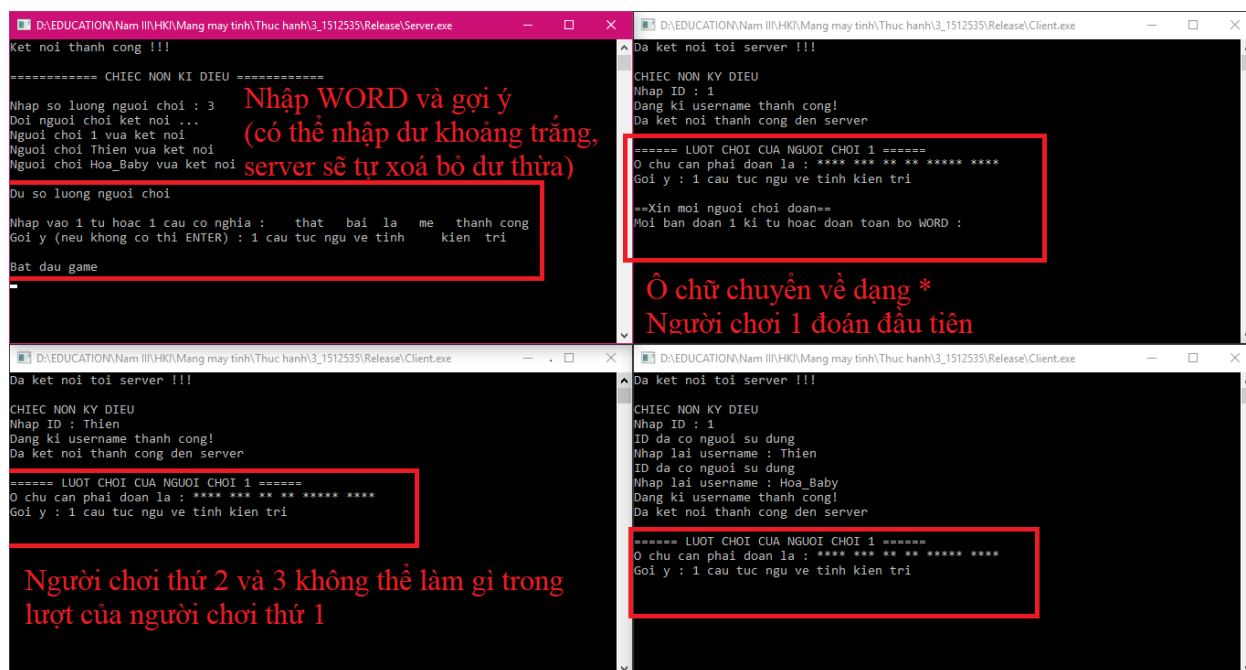 D:\EDUCATION\Nam III\HKI\Mang may tinh\Thuc hanh\3_1512535\Release\Server.exe
Ket noi thanh cong !!!
============ CHIEC NON KI DIEU ============
Nhap so luong nguoi choi : 3
Doi nguoi choi ket noi ...
Nguoi choi 1 vua ket noi
Nguoi choi Thien vua ket noi
Nguoi choi Hoa_Baby vua ket noi
Nhập WORD và gợi ý
(có thể nhập dư khoảng trắng,
server sẽ tự xoá bỏ dư thừa)
Du so luong nguoi choi
Nhap vao 1 tu hoac 1 cau co nghia :   that   bai  la   me   thanh cong
Goi y (neu khong co thi ENTER) : 1 cau tuc ngu ve tinh     kien  tri
Bat dau game
D:\EDUCATION\Nam III\HKI\Mang may tinh\Thuc hanh\3_1512535\Release\Client.exe
Da ket noi toi server !!!
CHIEC NON KY DIEU
Nhap ID : 1
Dang ki username thanh cong!
Da ket noi thanh cong den server
====== LUOT CHOI CUA NGUOI CHOI 1 ======
O chu can phai doan la : **** *** ** ** ***** ****
Goi y : 1 cau tuc ngu ve tinh kien tri
==Xin moi nguoi choi doan==
Moi ban doan 1 ki tu hoac doan toan bo WORD :
Ô chữ chuyển về dạng *
Người chơi 1 đoán đầu tiên
D:\EDUCATION\Nam III\HKI\Mang may tinh\Thuc hanh\3_1512535\Release\Client.exe
Da ket noi toi server !!!
CHIEC NON KY DIEU
Nhap ID : Thien
Dang ki username thanh cong!
Da ket noi thanh cong den server
====== LUOT CHOI CUA NGUOI CHOI 1 ======
O chu can phai doan la : **** *** ** ** ***** ****
Goi y : 1 cau tuc ngu ve tinh kien tri
Người chơi thứ 2 và 3 không thể làm gì trong
lượt của người chơi thứ 1
D:\EDUCATION\Nam III\HKI\Mang may tinh\Thuc hanh\3_1512535\Release\Client.exe
Da ket noi toi server !!!
CHIEC NON KY DIEU
Nhap ID : 1
ID da co nguoi su dung
Nhap lai username : Thien
ID da co nguoi su dung
Nhap lai username : Hoa_Baby
Dang ki username thanh cong!
Da ket noi thanh cong den server
====== LUOT CHOI CUA NGUOI CHOI 1 ======
O chu can phai doan la : **** *** ** ** ***** ****
Goi y : 1 cau tuc ngu ve tinh kien tri